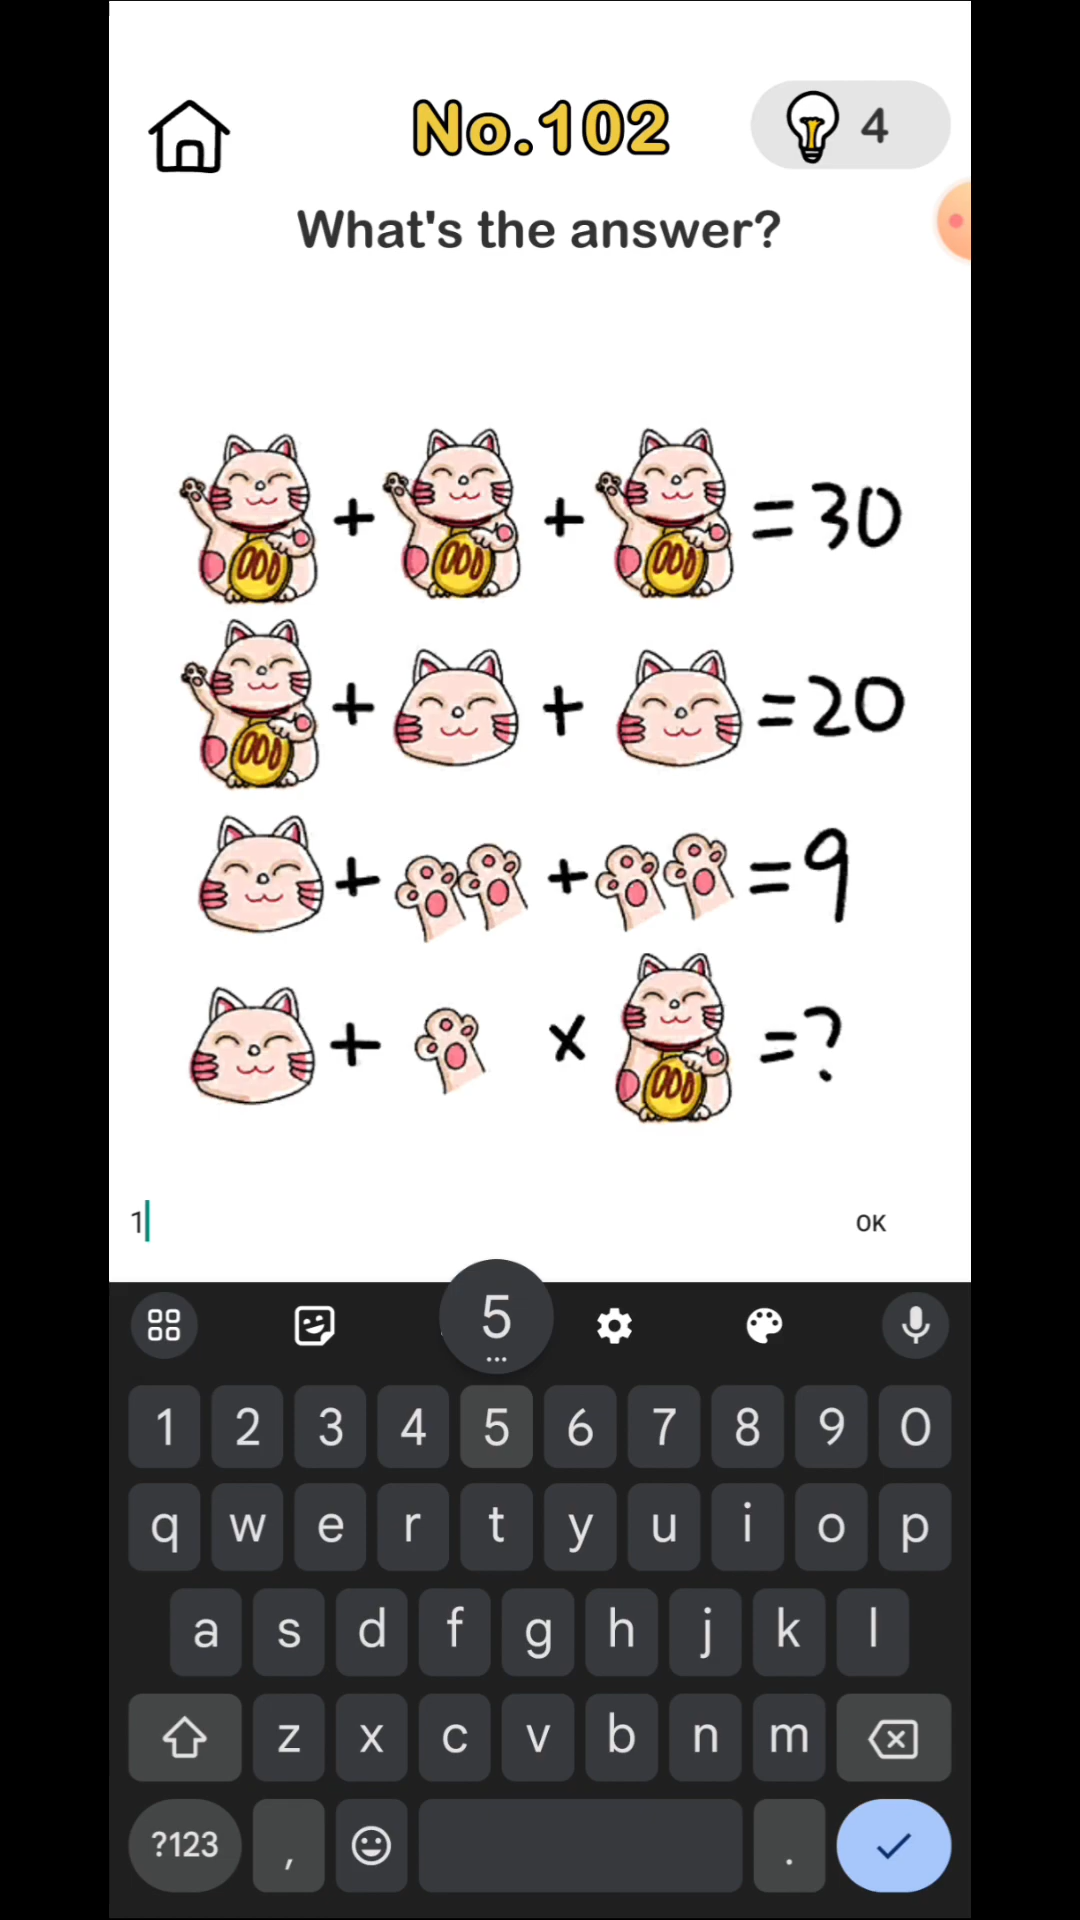 No.102
4
What's the answer?
+ + = 30
+ + = 20
+ + = 9
+ × = ?
1
OK
5
...
1 2 3 4 5 6 7 8 9 0
q w e r t y u i o p
a s d f g h j k l
z x c v b n m
?123 , .